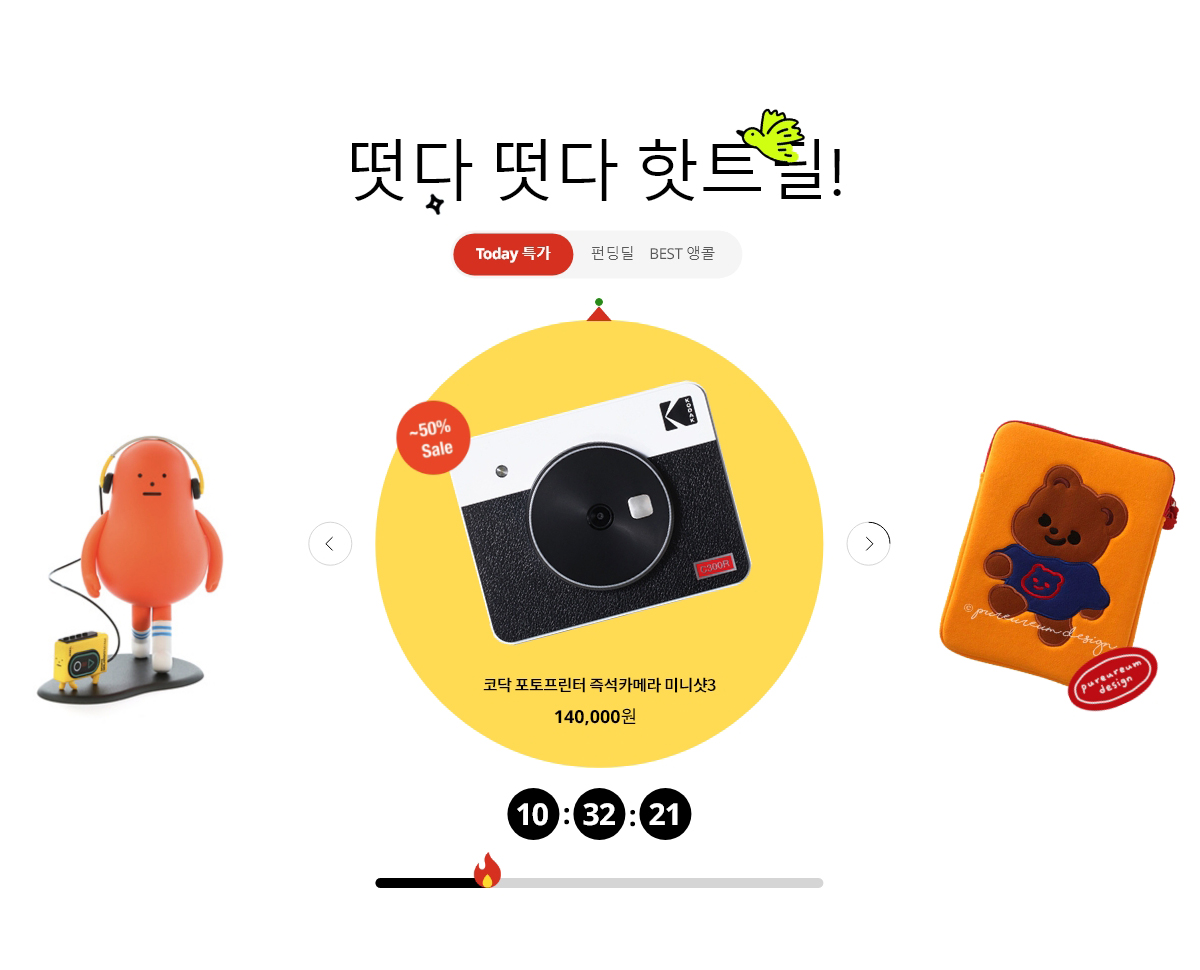 떳다 떳다 핫트딜!
Today 특가
펀딩딜
BEST 앵콜
~50%
Sale
KODAK
C300R
코닥 포토프린터 즉석카메라 미니샷3
140,000원
© pureureum design
pureureum
design
10:32:21